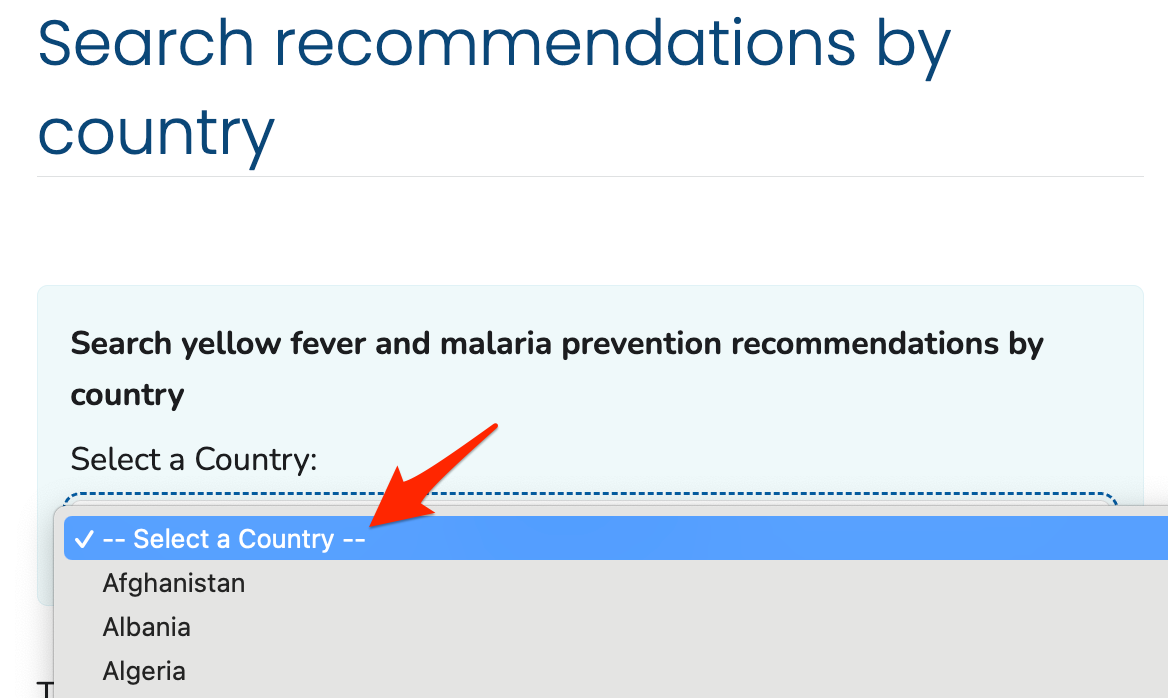 Search recommendations by
country
Search yellow fever and malaria prevention recommendations by
country
Select a Country:
✓ -- Select a Country --
Afghanistan
Albania
Algeria